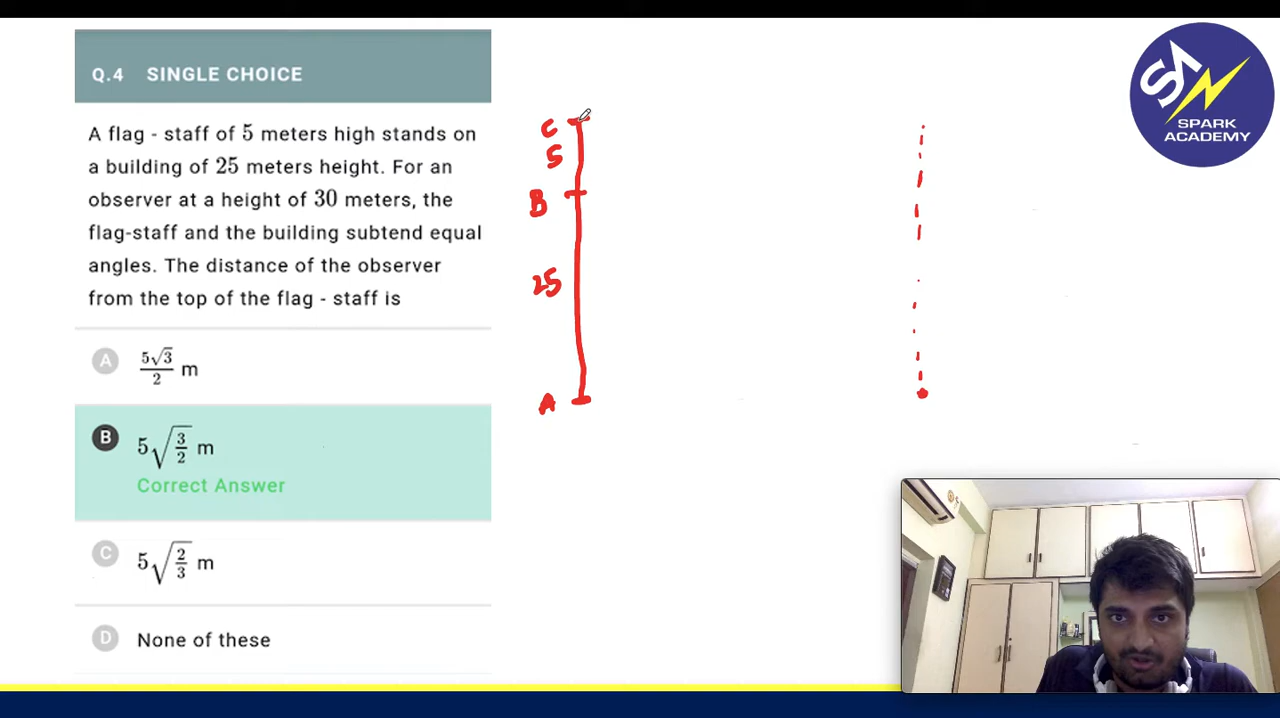 Q.4 SINGLE CHOICE
A flag - staff of 5 meters high stands on
a building of 25 meters height. For an
observer at a height of 30 meters, the
flag-staff and the building subtend equal
angles. The distance of the observer
from the top of the flag - staff is
A 5√3/2 m
B 5√(3/2) m
Correct Answer
C 5√(2/3) m
D None of these
C
5
B
25
A
SPARK
ACADEMY